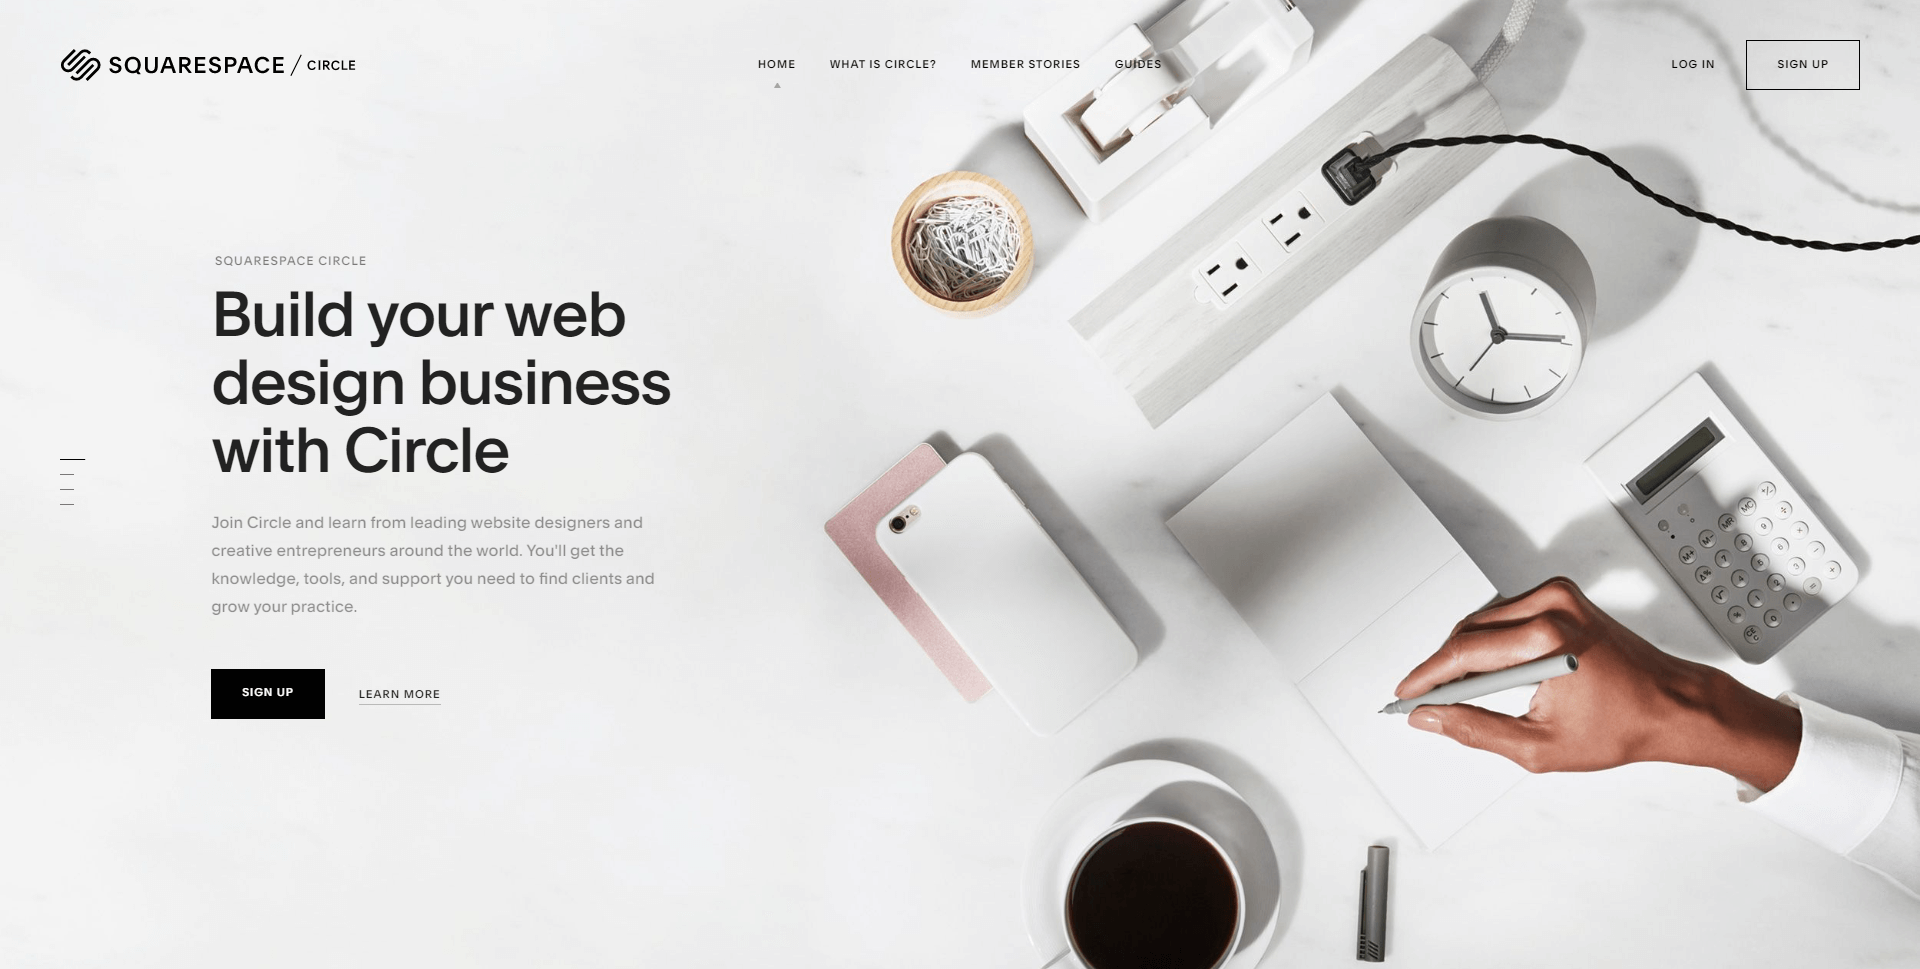 SQUARESPACE / CIRCLE
HOME
WHAT IS CIRCLE?
MEMBER STORIES
GUIDES
LOG IN
SIGN UP
SQUARESPACE CIRCLE
Build your web
design business
with Circle
Join Circle and learn from leading website designers and
creative entrepreneurs around the world. You'll get the
knowledge, tools, and support you need to find clients and
grow your practice.
SIGN UP
LEARN MORE